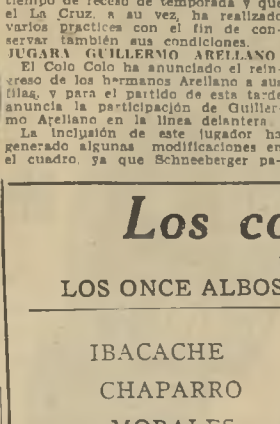 tiempo de receso de temporada y que
el La Cruz, a su vez, ha realizado
varios practices con el fin de con-
servar también sus condiciones.
JUGARA GUILLERMO ARELLANO
El Colo Colo ha anunciado el rein-
greso de los hermanos Arellano a sus
filas, y para el partido de esta tarde
anuncia la participación de Guiller-
mo Arellano en la línea delantera.
La inclusión de este jugador ha
generado algunas modificaciones en
el cuadro, ya que Schneeberger pa-
Los co
LOS ONCE ALBOS
IBACACHE
CHAPARRO
MORALES